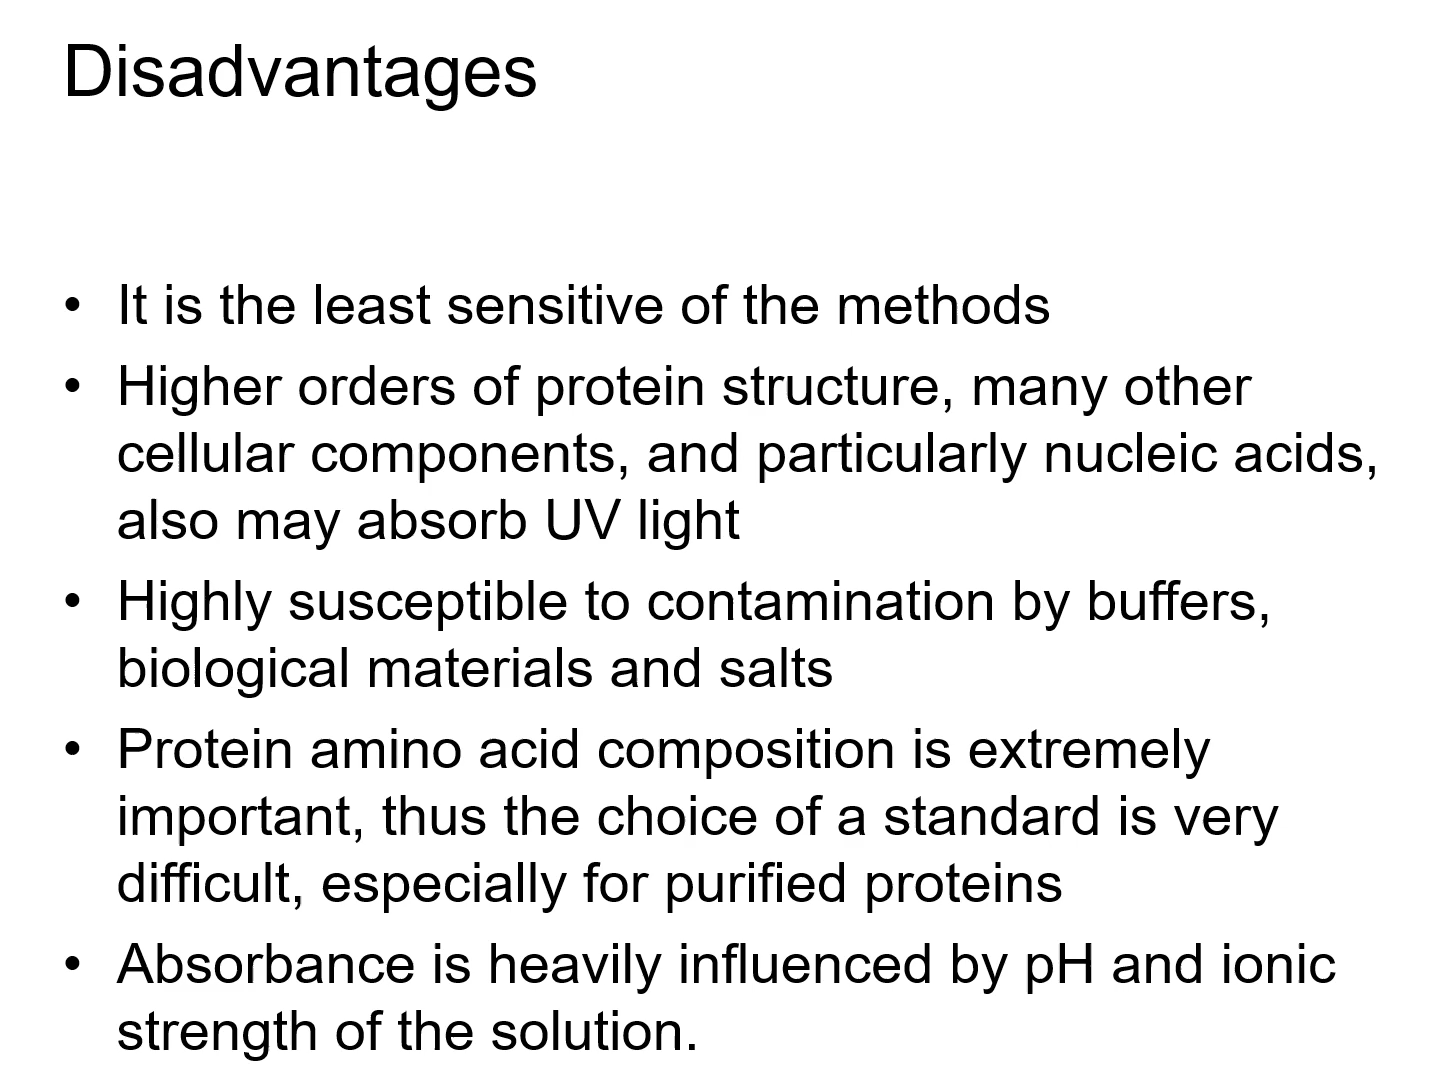 Disadvantages
• It is the least sensitive of the methods
• Higher orders of protein structure, many other
cellular components, and particularly nucleic acids,
also may absorb UV light
• Highly susceptible to contamination by buffers,
biological materials and salts
• Protein amino acid composition is extremely
important, thus the choice of a standard is very
difficult, especially for purified proteins
• Absorbance is heavily influenced by pH and ionic
strength of the solution.